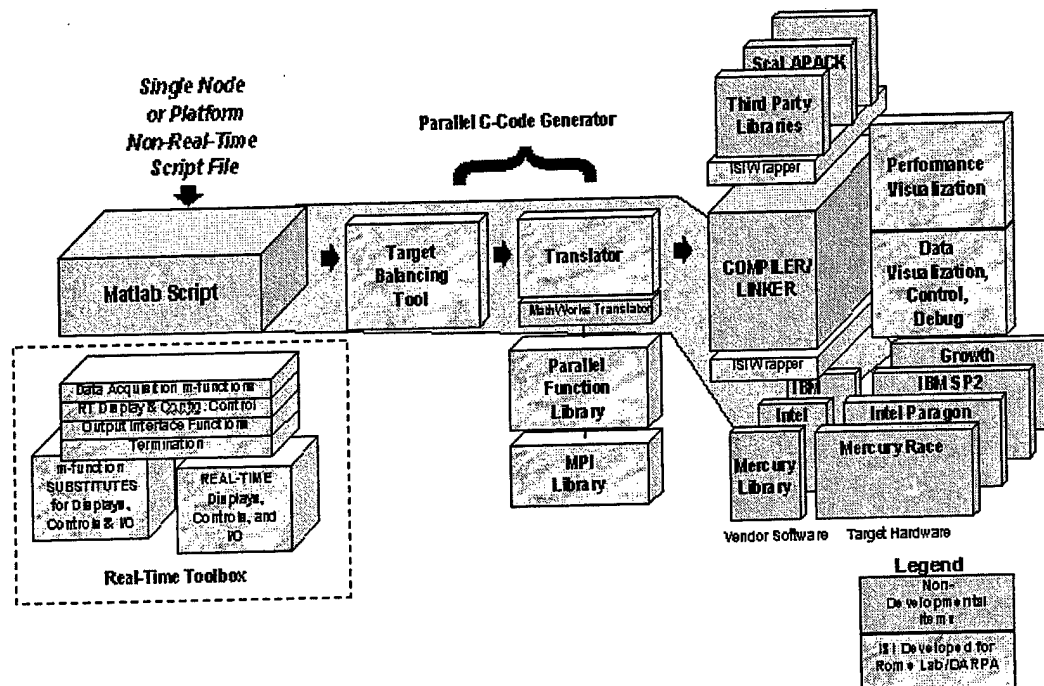 Single Node
or Platform
Non-Real-Time
Script File
Parallel C-Code Generator
Matlab Script
Target
Balancing
Tool
Translator
MathWorks Translator
Parallel
Function
Library
MPI
Library
ScaLAPACK
Third Party
Libraries
ISI Wrapper
COMPILER/
LINKER
ISI Wrapper
Performance
Visualization
Data
Visualization,
Control,
Debug
Growth
IBM SP2
Intel Paragon
Mercury Race
IBM
Intel
Mercury
Library
Vendor Software
Target Hardware
Data Acquisition m-functions
RT Display & Config. Control
Output Interface Functions
Termination
m-function
SUBSTITUTES
for Displays,
Controls & I/O
REAL-TIME
Displays,
Controls, and
I/O
Real-Time Toolbox
Legend
Non-
Developmental
Items
ISI Developed for
Rome Lab/DARPA